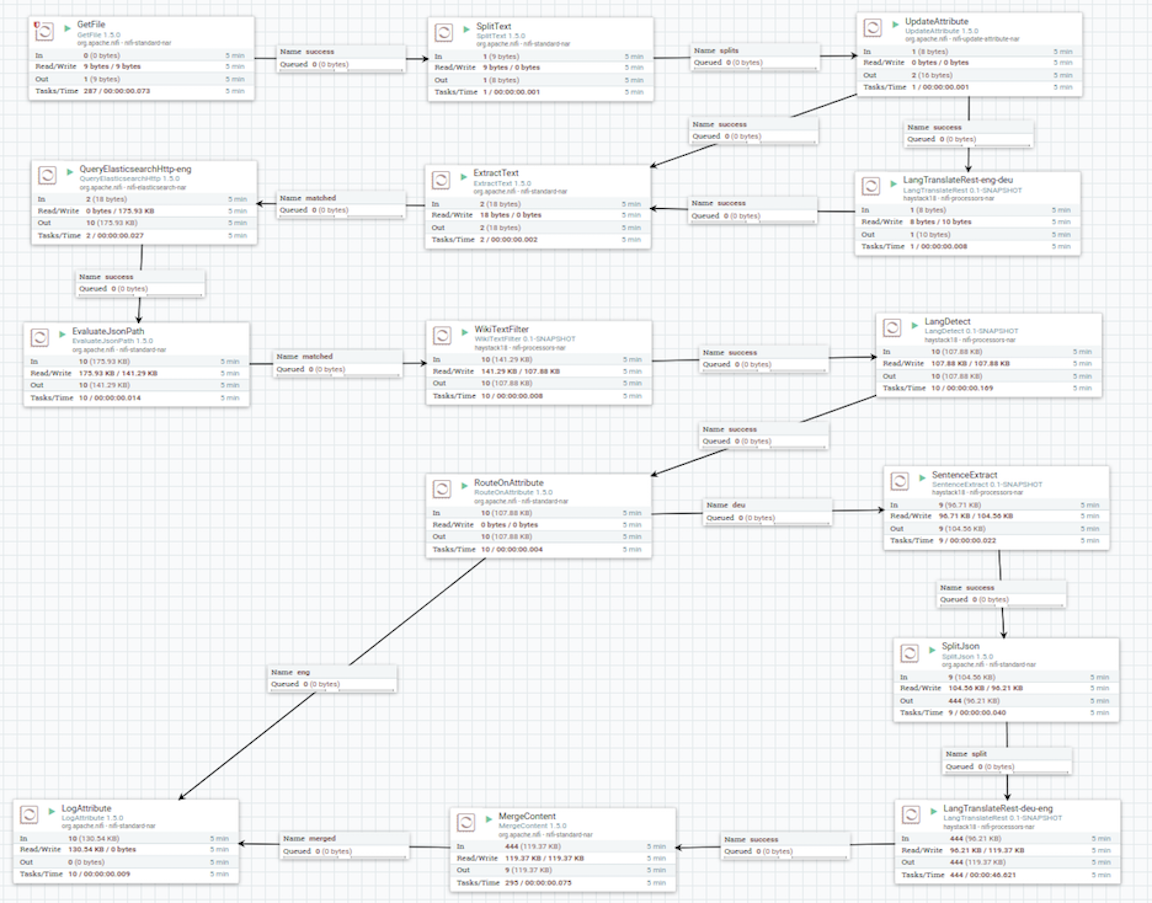 GetFile
GetFile 1.5.0
org.apache.nifi - nifi-standard-nar
In 0 (0 bytes) 5 min
Read/Write 9 bytes / 9 bytes 5 min
Out 1 (9 bytes) 5 min
Tasks/Time 287 / 00:00:00.073 5 min
Name success
Queued 0 (0 bytes)
SplitText
SplitText 1.5.0
org.apache.nifi - nifi-standard-nar
In 1 (9 bytes) 5 min
Read/Write 9 bytes / 0 bytes 5 min
Out 1 (8 bytes) 5 min
Tasks/Time 1 / 00:00:00.001 5 min
Name splits
Queued 0 (0 bytes)
UpdateAttribute
UpdateAttribute 1.5.0
org.apache.nifi - nifi-update-attribute-nar
In 1 (8 bytes) 5 min
Read/Write 0 bytes / 0 bytes 5 min
Out 2 (16 bytes) 5 min
Tasks/Time 1 / 00:00:00.001 5 min
Name success
Queued 0 (0 bytes)
Name success
Queued 0 (0 bytes)
QueryElasticsearchHttp-eng
QueryElasticsearchHttp 1.5.0
org.apache.nifi - nifi-elasticsearch-nar
In 2 (18 bytes) 5 min
Read/Write 0 bytes / 175.93 KB 5 min
Out 10 (175.93 KB) 5 min
Tasks/Time 2 / 00:00:00.027 5 min
Name matched
Queued 0 (0 bytes)
ExtractText
ExtractText 1.5.0
org.apache.nifi - nifi-standard-nar
In 2 (18 bytes) 5 min
Read/Write 18 bytes / 0 bytes 5 min
Out 2 (18 bytes) 5 min
Tasks/Time 2 / 00:00:00.002 5 min
Name success
Queued 0 (0 bytes)
LangTranslateRest-eng-deu
LangTranslateRest 0.1-SNAPSHOT
haystack18 - nifi-processors-nar
In 1 (8 bytes) 5 min
Read/Write 8 bytes / 10 bytes 5 min
Out 1 (10 bytes) 5 min
Tasks/Time 1 / 00:00:00.008 5 min
Name success
Queued 0 (0 bytes)
EvaluateJsonPath
EvaluateJsonPath 1.5.0
org.apache.nifi - nifi-standard-nar
In 10 (175.93 KB) 5 min
Read/Write 175.93 KB / 141.29 KB 5 min
Out 10 (141.29 KB) 5 min
Tasks/Time 10 / 00:00:00.014 5 min
Name matched
Queued 0 (0 bytes)
WikiTextFilter
WikiTextFilter 0.1-SNAPSHOT
haystack18 - nifi-processors-nar
In 10 (141.29 KB) 5 min
Read/Write 141.29 KB / 107.88 KB 5 min
Out 10 (107.88 KB) 5 min
Tasks/Time 10 / 00:00:00.008 5 min
Name success
Queued 0 (0 bytes)
LangDetect
LangDetect 0.1-SNAPSHOT
haystack18 - nifi-processors-nar
In 10 (107.88 KB) 5 min
Read/Write 107.88 KB / 107.88 KB 5 min
Out 10 (107.88 KB) 5 min
Tasks/Time 10 / 00:00:00.169 5 min
Name success
Queued 0 (0 bytes)
RouteOnAttribute
RouteOnAttribute 1.5.0
org.apache.nifi - nifi-standard-nar
In 10 (107.88 KB) 5 min
Read/Write 0 bytes / 0 bytes 5 min
Out 10 (107.88 KB) 5 min
Tasks/Time 10 / 00:00:00.004 5 min
Name deu
Queued 0 (0 bytes)
SentenceExtract
SentenceExtract 0.1-SNAPSHOT
haystack18 - nifi-processors-nar
In 9 (96.71 KB) 5 min
Read/Write 96.71 KB / 104.56 KB 5 min
Out 9 (104.56 KB) 5 min
Tasks/Time 9 / 00:00:00.022 5 min
Name success
Queued 0 (0 bytes)
SplitJson
SplitJson 1.5.0
org.apache.nifi - nifi-standard-nar
In 9 (104.56 KB) 5 min
Read/Write 104.56 KB / 96.21 KB 5 min
Out 444 (96.21 KB) 5 min
Tasks/Time 9 / 00:00:00.040 5 min
Name eng
Queued 0 (0 bytes)
Name split
Queued 0 (0 bytes)
LogAttribute
LogAttribute 1.5.0
org.apache.nifi - nifi-standard-nar
In 10 (130.54 KB) 5 min
Read/Write 130.54 KB / 0 bytes 5 min
Out 0 (0 bytes) 5 min
Tasks/Time 10 / 00:00:00.009 5 min
Name merged
Queued 0 (0 bytes)
MergeContent
MergeContent 1.5.0
org.apache.nifi - nifi-standard-nar
In 444 (119.37 KB) 5 min
Read/Write 119.37 KB / 119.37 KB 5 min
Out 9 (119.37 KB) 5 min
Tasks/Time 295 / 00:00:00.075 5 min
Name success
Queued 0 (0 bytes)
LangTranslateRest-deu-eng
LangTranslateRest 0.1-SNAPSHOT
haystack18 - nifi-processors-nar
In 444 (96.21 KB) 5 min
Read/Write 96.21 KB / 119.37 KB 5 min
Out 444 (119.37 KB) 5 min
Tasks/Time 444 / 00:00:46.621 5 min